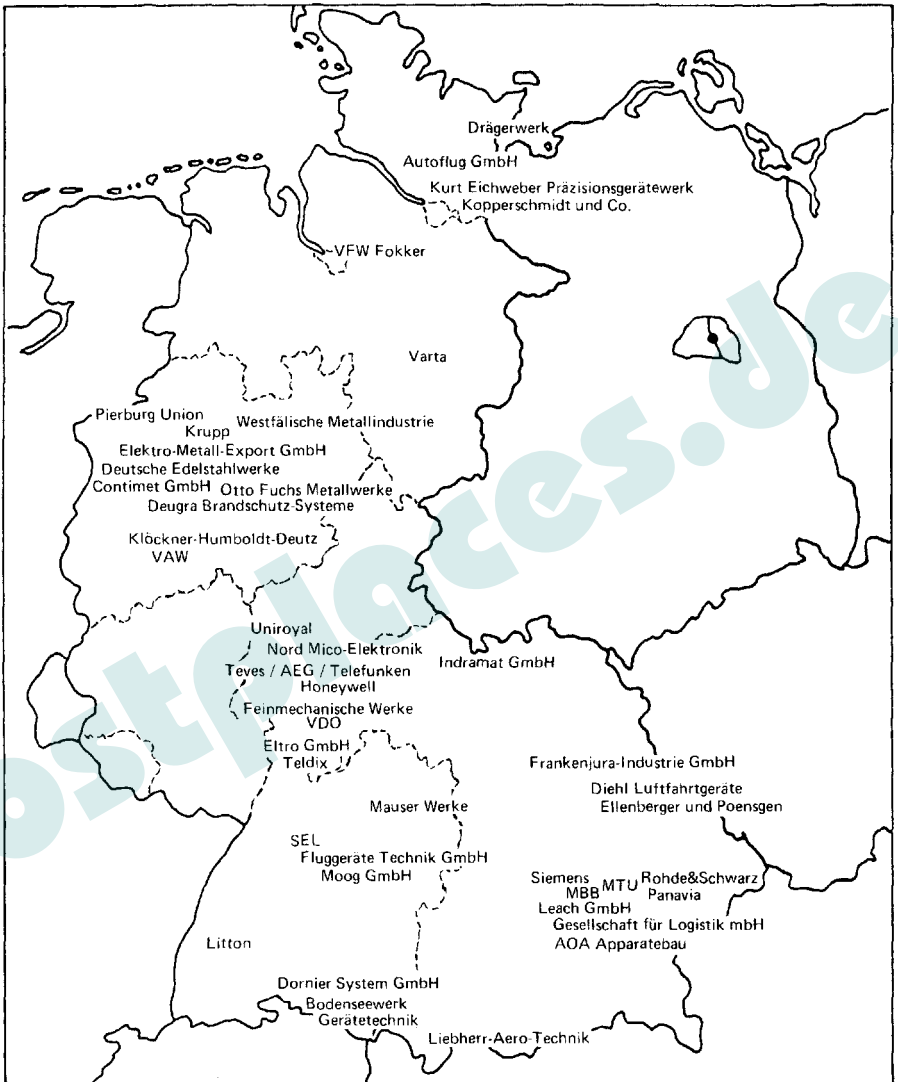 Drägerwerk
Autoflug GmbH
Kurt Eichweber Präzisionsgerätewerk
Kopperschmidt und Co.
VFW Fokker
Varta
Pierburg Union
Westfälische Metallindustrie
Krupp
Elektro-Metall-Export GmbH
Deutsche Edelstahlwerke
Contimet GmbH
Otto Fuchs Metallwerke
Deugra Brandschutz-Systeme
Klöckner-Humboldt-Deutz
VAW
Uniroyal
Nord Mico-Elektronik
Teves / AEG / Telefunken
Honeywell
Indramat GmbH
Feinmechanische Werke
VDO
Eltro GmbH
Teldix
Frankenjura-Industrie GmbH
Diehl Luftfahrtgeräte
Ellenberger und Poensgen
Mauser Werke
SEL
Fluggeräte Technik GmbH
Moog GmbH
Siemens
MBB
MTU
Rohde&Schwarz
Panavia
Leach GmbH
Gesellschaft für Logistik mbH
AOA Apparatebau
Litton
Dornier System GmbH
Bodenseewerk
Gerätetechnik
Liebherr-Aero-Technik
ostplaces.de